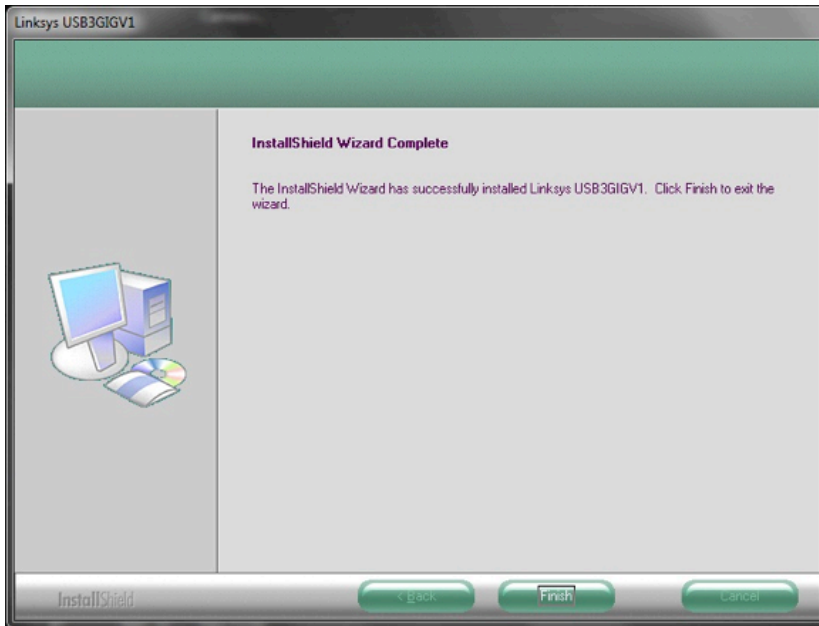 Linksys USB3GIGV1
InstallShield Wizard Complete
The InstallShield Wizard has successfully installed Linksys USB3GIGV1. Click Finish to exit the
wizard.
InstallShield
< Back
Finish
Cancel